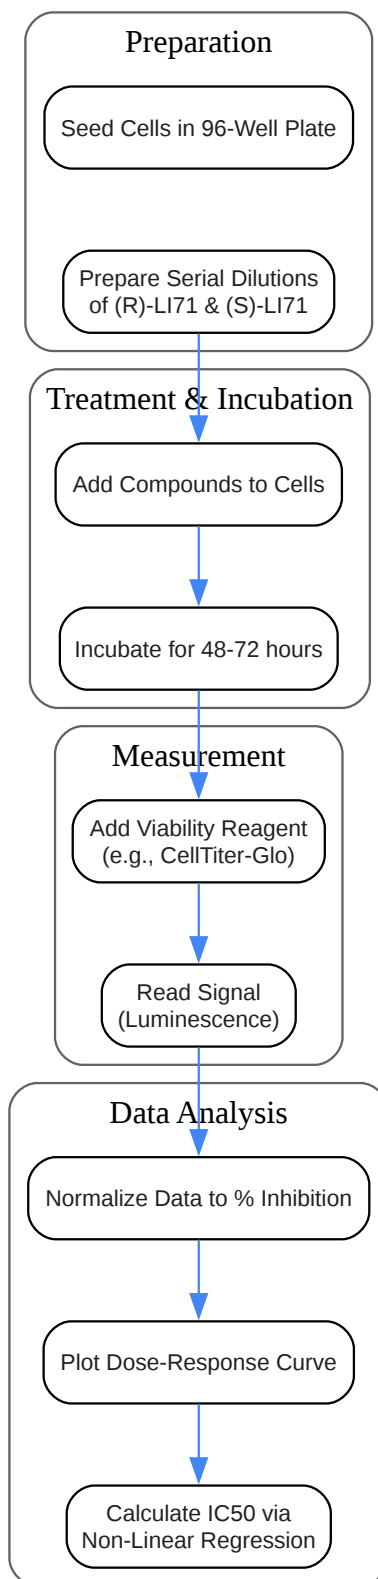 Preparation
Seed Cells in 96-Well Plate
Prepare Serial Dilutions
of (R)-LI71 & (S)-LI71
Treatment & Incubation
Add Compounds to Cells
Incubate for 48-72 hours
Measurement
Add Viability Reagent
(e.g., CellTiter-Glo)
Read Signal
(Luminescence)
Data Analysis
Normalize Data to % Inhibition
Plot Dose-Response Curve
Calculate IC50 via
Non-Linear Regression